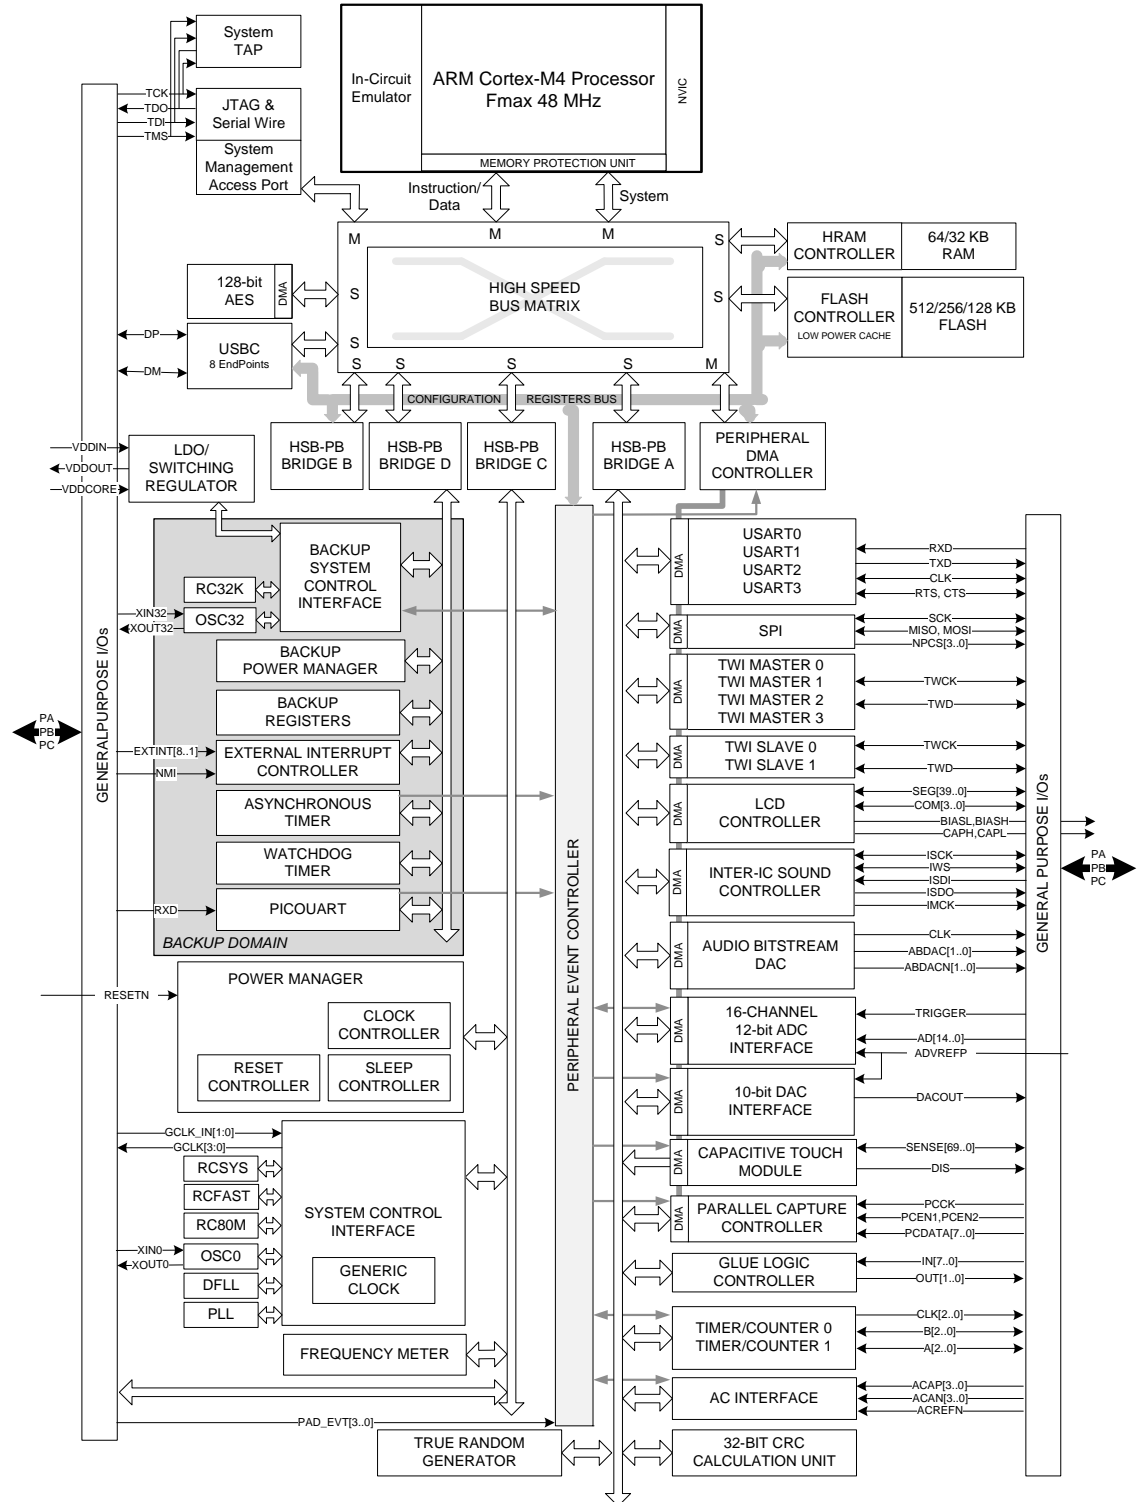 System
TAP
In-Circuit
Emulator
ARM Cortex-M4 Processor
Fmax 48 MHz
NVIC
MEMORY PROTECTION UNIT
TCK
TDO
TDI
TMS
JTAG &
Serial Wire
System
Management
Access Port
Instruction/
Data
System
M
M
M
S
HRAM
CONTROLLER
64/32 KB
RAM
128-bit
AES
DMA
S
HIGH SPEED
BUS MATRIX
S
FLASH
CONTROLLER
LOW POWER CACHE
512/256/128 KB
FLASH
DP
DM
USBC
8 EndPoints
S
S
S
S
S
M
CONFIGURATION
REGISTERS BUS
VDDIN
VDDOUT
VDDCORE
LDO/
SWITCHING
REGULATOR
HSB-PB
BRIDGE B
HSB-PB
BRIDGE D
HSB-PB
BRIDGE C
HSB-PB
BRIDGE A
PERIPHERAL
DMA
CONTROLLER
BACKUP
SYSTEM
CONTROL
INTERFACE
RC32K
OSC32
XIN32
XOUT32
BACKUP
POWER MANAGER
BACKUP
REGISTERS
EXTINT[8..1]
NMI
EXTERNAL INTERRUPT
CONTROLLER
ASYNCHRONOUS
TIMER
WATCHDOG
TIMER
RXD
PICOUART
BACKUP DOMAIN
GENERALPURPOSE I/Os
PA
PB
PC
RESETN
POWER MANAGER
CLOCK
CONTROLLER
RESET
CONTROLLER
SLEEP
CONTROLLER
GCLK_IN[1:0]
GCLK[3:0]
RCSYS
RCFAST
RC80M
XIN0
XOUT0
OSC0
DFLL
PLL
SYSTEM CONTROL
INTERFACE
GENERIC
CLOCK
FREQUENCY METER
PAD_EVT[3..0]
TRUE RANDOM
GENERATOR
PERIPHERAL EVENT CONTROLLER
DMA
USART0
USART1
USART2
USART3
RXD
TXD
CLK
RTS, CTS
DMA
SPI
SCK
MISO, MOSI
NPCS[3..0]
DMA
TWI MASTER 0
TWI MASTER 1
TWI MASTER 2
TWI MASTER 3
TWCK
TWD
DMA
TWI SLAVE 0
TWI SLAVE 1
TWCK
TWD
DMA
LCD
CONTROLLER
SEG[39..0]
COM[3..0]
BIASL,BIASH
CAPH,CAPL
DMA
INTER-IC SOUND
CONTROLLER
ISCK
IWS
ISDI
ISDO
IMCK
DMA
AUDIO BITSTREAM
DAC
CLK
ABDAC[1..0]
ABDACN[1..0]
DMA
16-CHANNEL
12-bit ADC
INTERFACE
TRIGGER
AD[14..0]
ADVREFP
DMA
10-bit DAC
INTERFACE
DACOUT
DMA
CAPACITIVE TOUCH
MODULE
SENSE[69..0]
DIS
DMA
PARALLEL CAPTURE
CONTROLLER
PCCK
PCEN1,PCEN2
PCDATA[7..0]
GLUE LOGIC
CONTROLLER
IN[7..0]
OUT[1..0]
TIMER/COUNTER 0
TIMER/COUNTER 1
CLK[2..0]
B[2..0]
A[2..0]
AC INTERFACE
ACAP[3..0]
ACAN[3..0]
ACREFN
32-BIT CRC
CALCULATION UNIT
GENERAL PURPOSE I/Os
PA
PB
PC